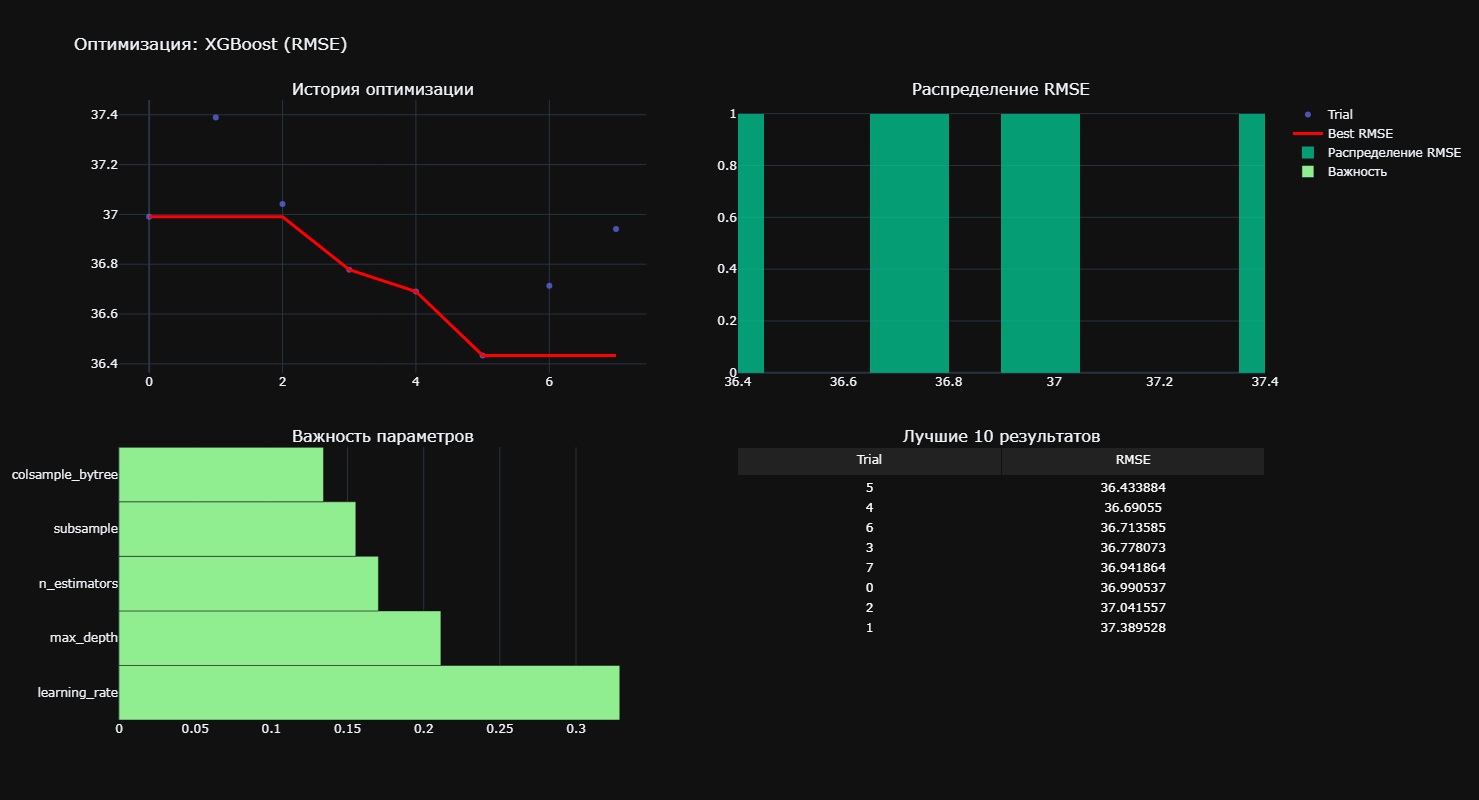 Оптимизация: XGBoost (RMSE)
История оптимизации
37.4
37.2
37
36.8
36.6
36.4
0
2
4
6
Распределение RMSE
1
0.8
0.6
0.4
0.2
0
36.4
36.6
36.8
37
37.2
37.4
Trial
Best RMSE
Распределение RMSE
Важность
Важность параметров
colsample_bytree
subsample
n_estimators
max_depth
learning_rate
0
0.05
0.1
0.15
0.2
0.25
0.3
Лучшие 10 результатов
Trial RMSE
5 36.433884
4 36.69055
6 36.713585
3 36.778073
7 36.941864
0 36.990537
2 37.041557
1 37.389528